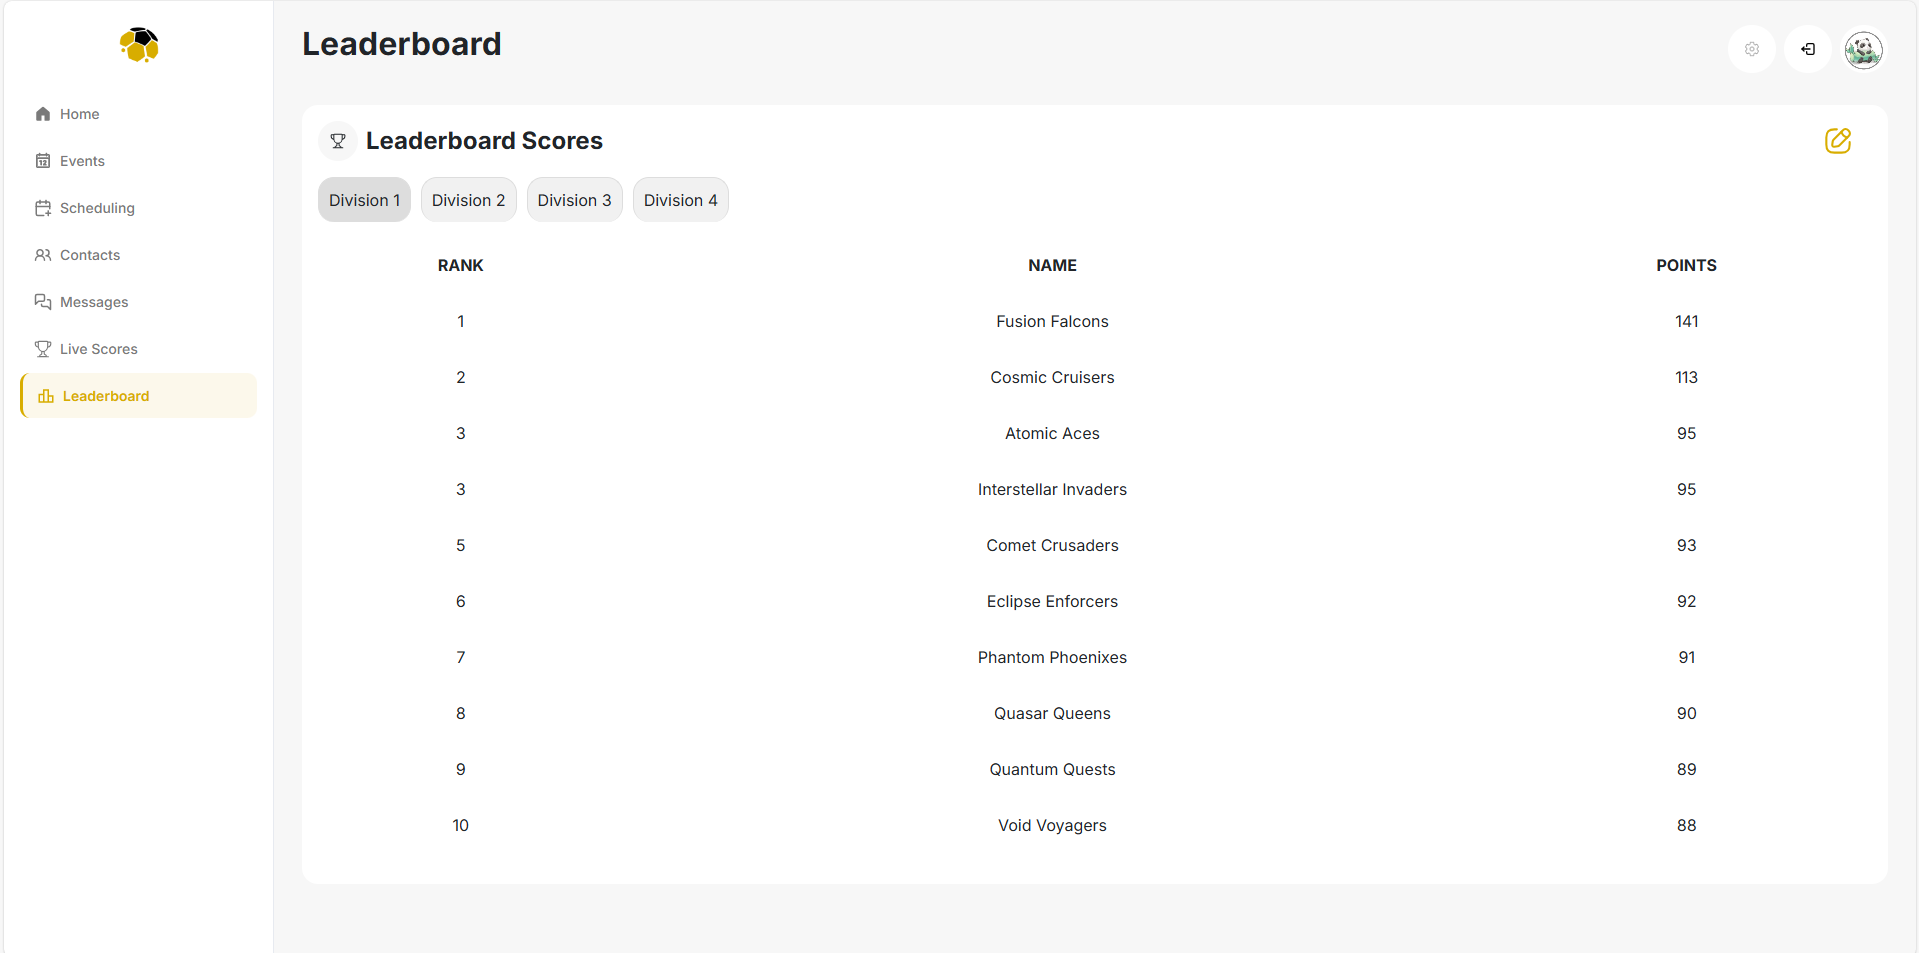 Leaderboard
Home
Events
Scheduling
Contacts
Messages
Live Scores
Leaderboard
Leaderboard Scores
Division 1 Division 2 Division 3 Division 4
RANK NAME POINTS
1 Fusion Falcons 141
2 Cosmic Cruisers 113
3 Atomic Aces 95
3 Interstellar Invaders 95
5 Comet Crusaders 93
6 Eclipse Enforcers 92
7 Phantom Phoenixes 91
8 Quasar Queens 90
9 Quantum Quests 89
10 Void Voyagers 88